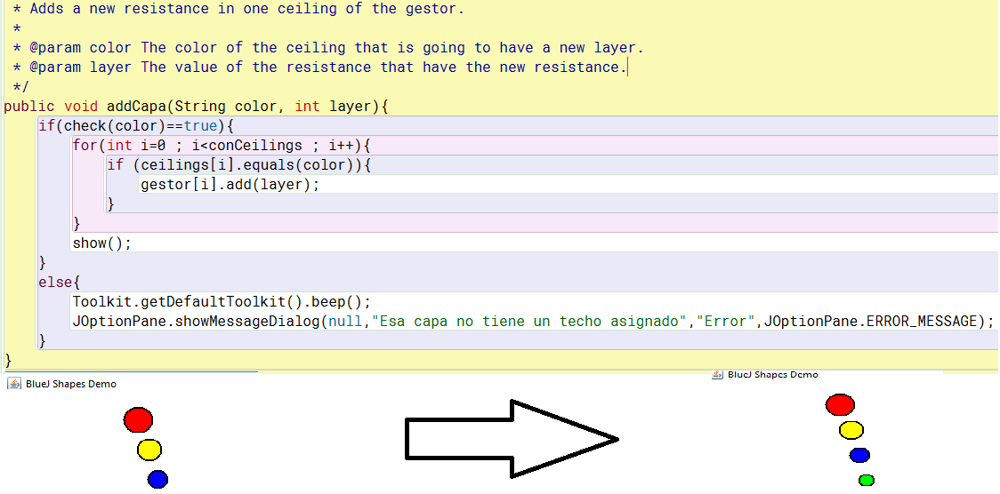 * Adds a new resistance in one ceiling of the gestor.
*
* @param color The color of the ceiling that is going to have a new layer.
* @param layer The value of the resistance that have the new resistance.
*/
public void addCapa(String color, int layer){
if(check(color)==true){
for(int i=0 ; i<conCeilings ; i++){
if (ceilings[i].equals(color)){
gestor[i].add(layer);
}
}
show();
}
else{
Toolkit.getDefaultToolkit().beep();
JOptionPane.showMessageDialog(null,"Esa capa no tiene un techo asignado","Error",JOptionPane.ERROR_MESSAGE);
}
}
BlueJ Shapes Demo
BlueJ Shapes Demo